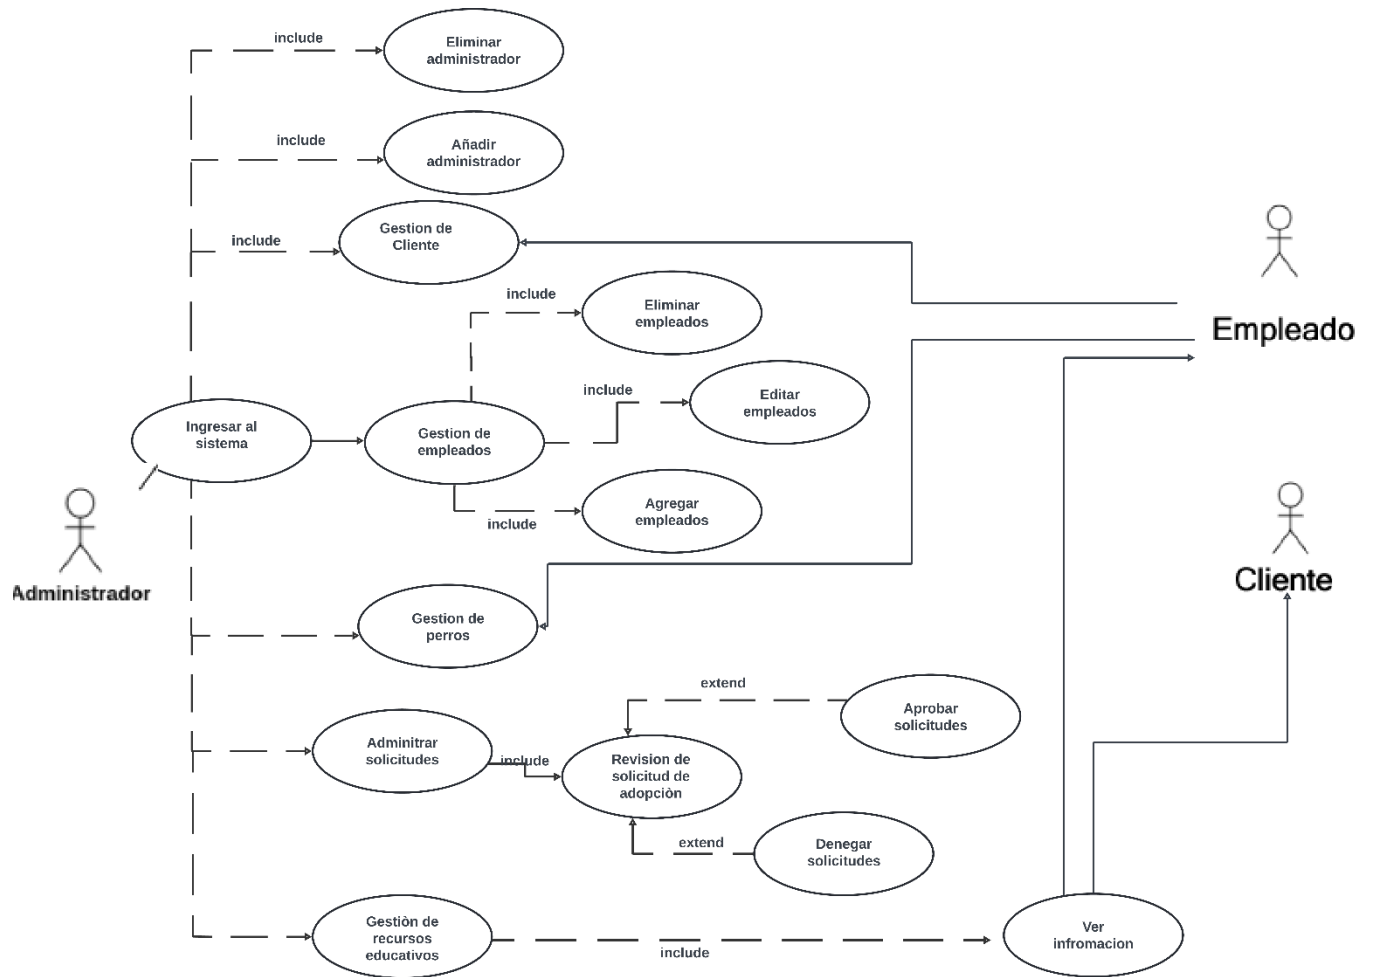 include
Eliminar
administrador
include
Añadir
administrador
include
Gestion de
Cliente
Empleado
include
Eliminar
empleados
include
Editar
empleados
Ingresar al
sistema
Gestion de
empleados
include
Agregar
empleados
Administrador
Cliente
Gestion de
perros
extend
Aprobar
solicitudes
Adminitrar
solicitudes
include
Revision de
solicitud de
adopciòn
extend
Denegar
solicitudes
Gestiòn de
recursos
educativos
include
Ver
infromacion